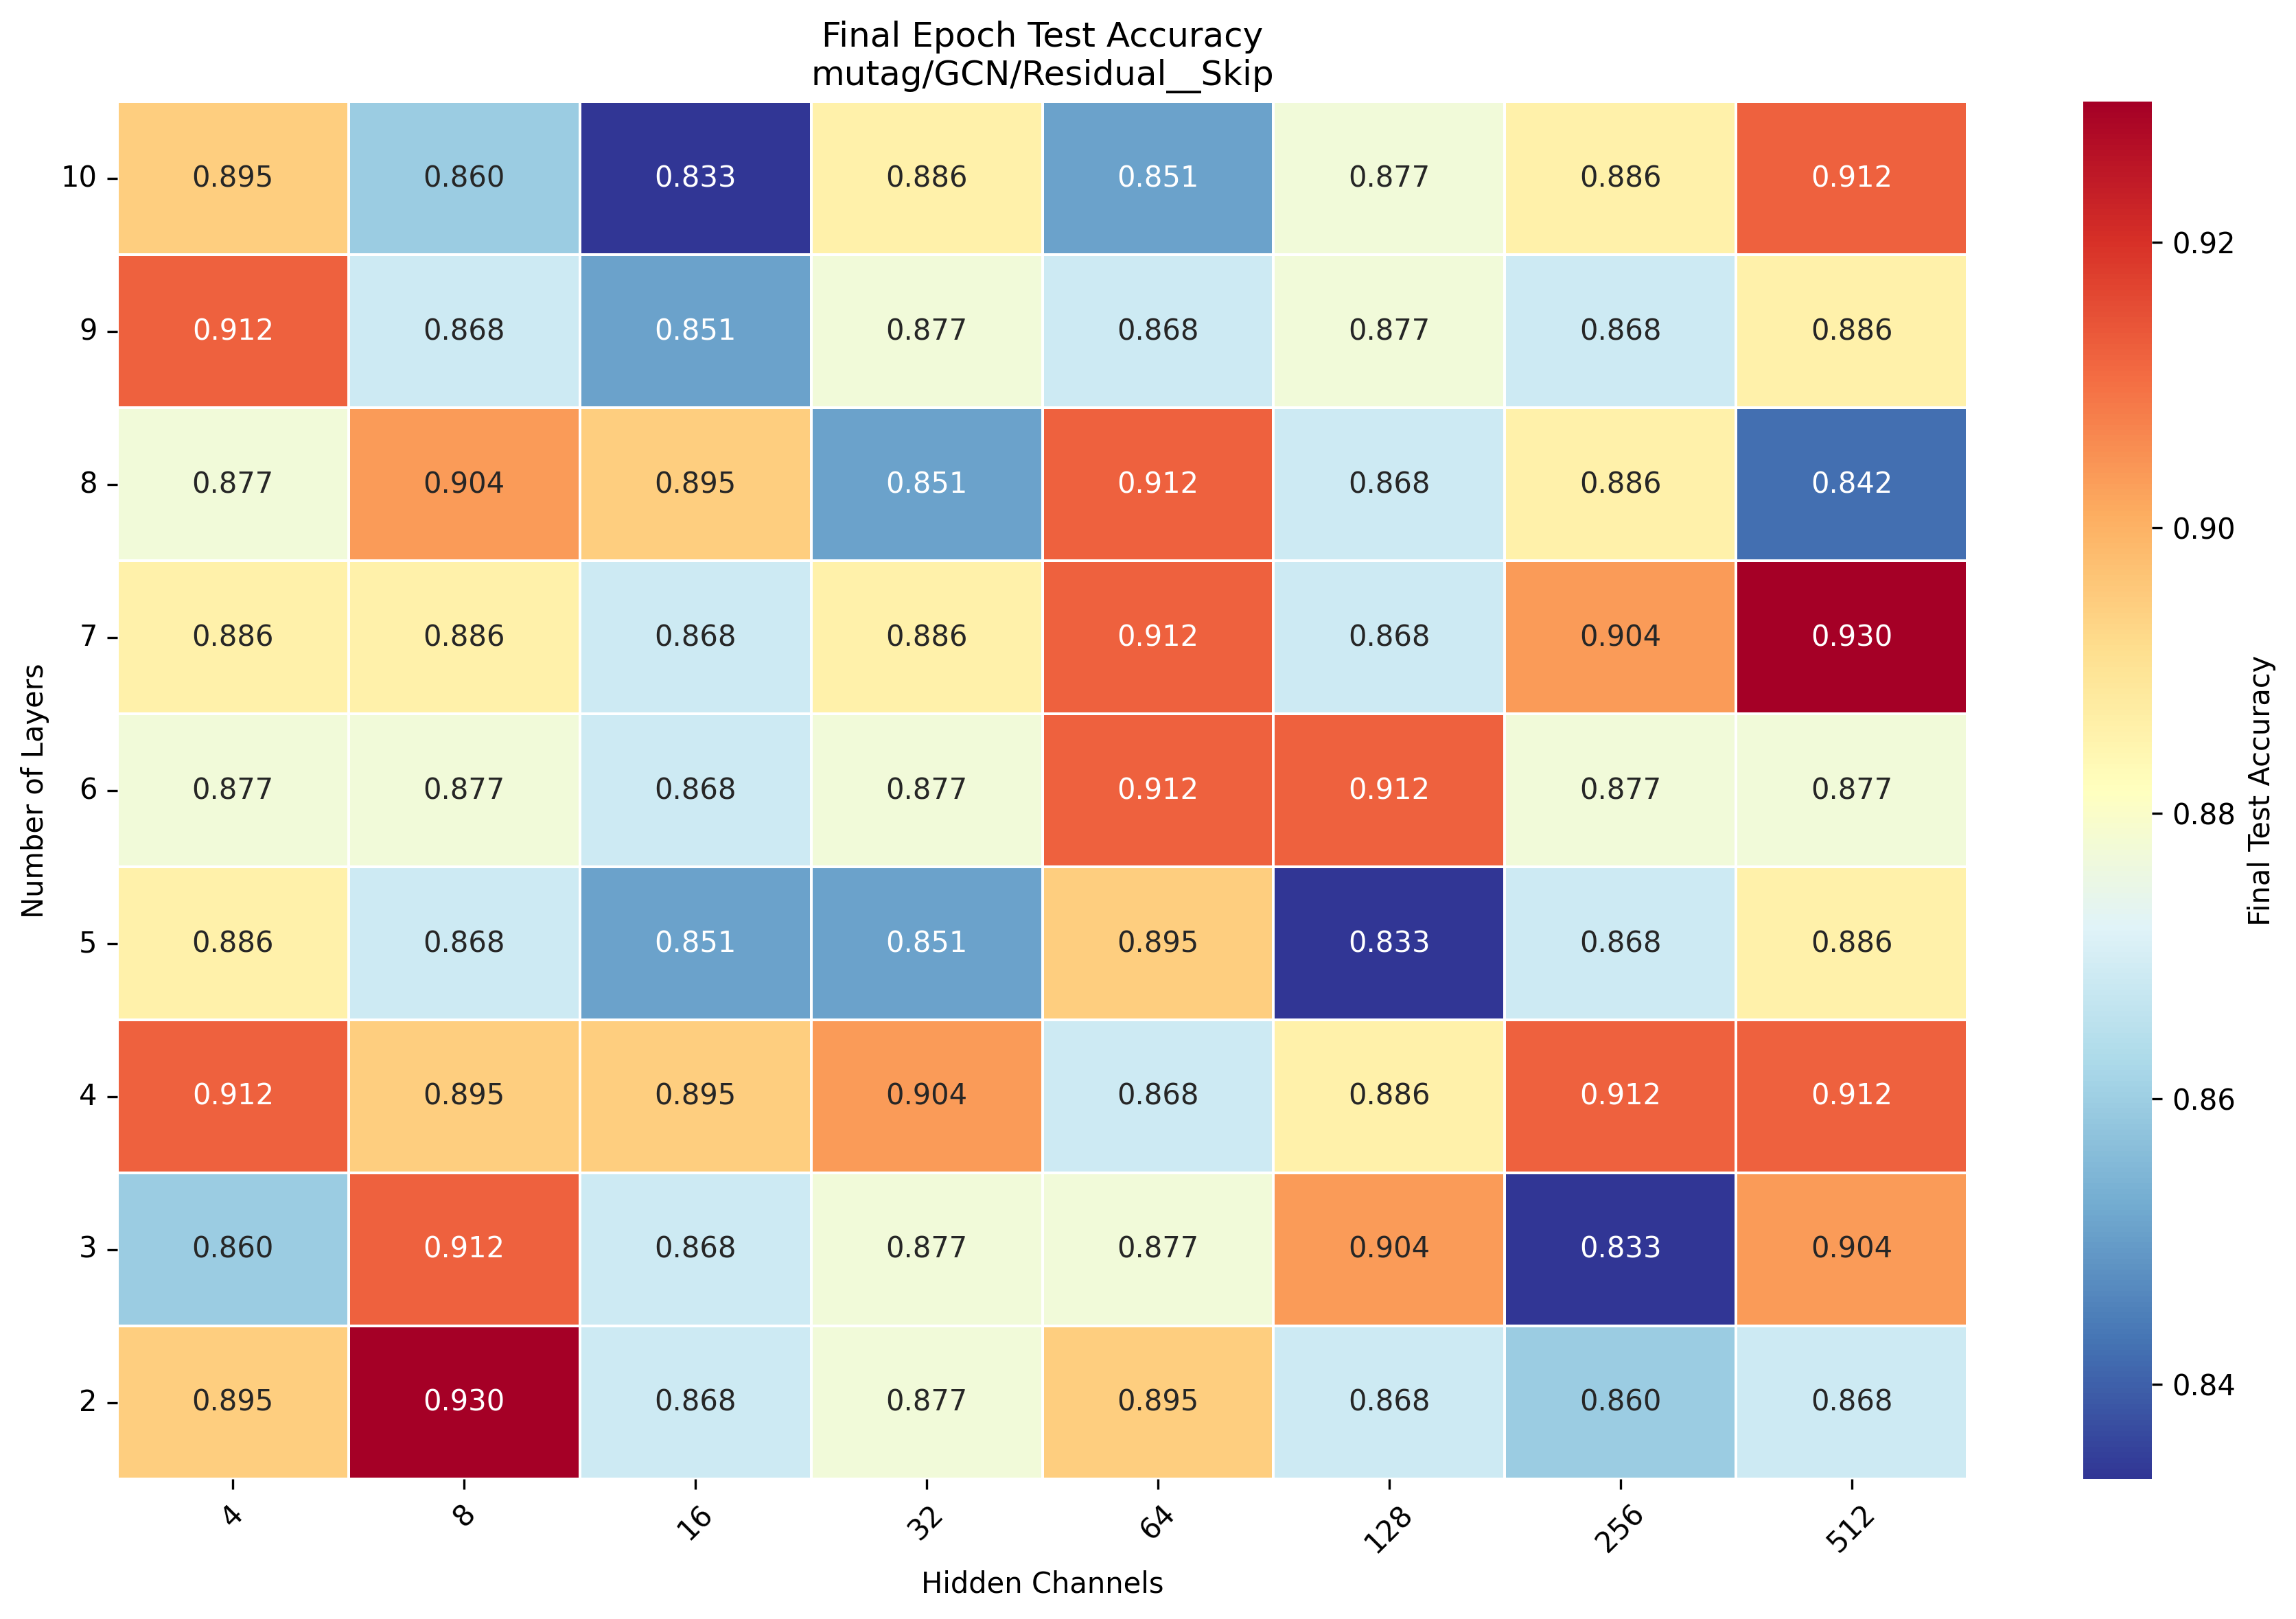 Final Epoch Test Accuracy
mutag/GCN/Residual__Skip
10 0.895 0.860 0.833 0.886 0.851 0.877 0.886 0.912
9 0.912 0.868 0.851 0.877 0.868 0.877 0.868 0.886
8 0.877 0.904 0.895 0.851 0.912 0.868 0.886 0.842
7 0.886 0.886 0.868 0.886 0.912 0.868 0.904 0.930
6 0.877 0.877 0.868 0.877 0.912 0.912 0.877 0.877
5 0.886 0.868 0.851 0.851 0.895 0.833 0.868 0.886
4 0.912 0.895 0.895 0.904 0.868 0.886 0.912 0.912
3 0.860 0.912 0.868 0.877 0.877 0.904 0.833 0.904
2 0.895 0.930 0.868 0.877 0.895 0.868 0.860 0.868
4 8 16 32 64 128 256 512
Hidden Channels
Number of Layers
0.92
0.90
0.88
0.86
0.84
Final Test Accuracy